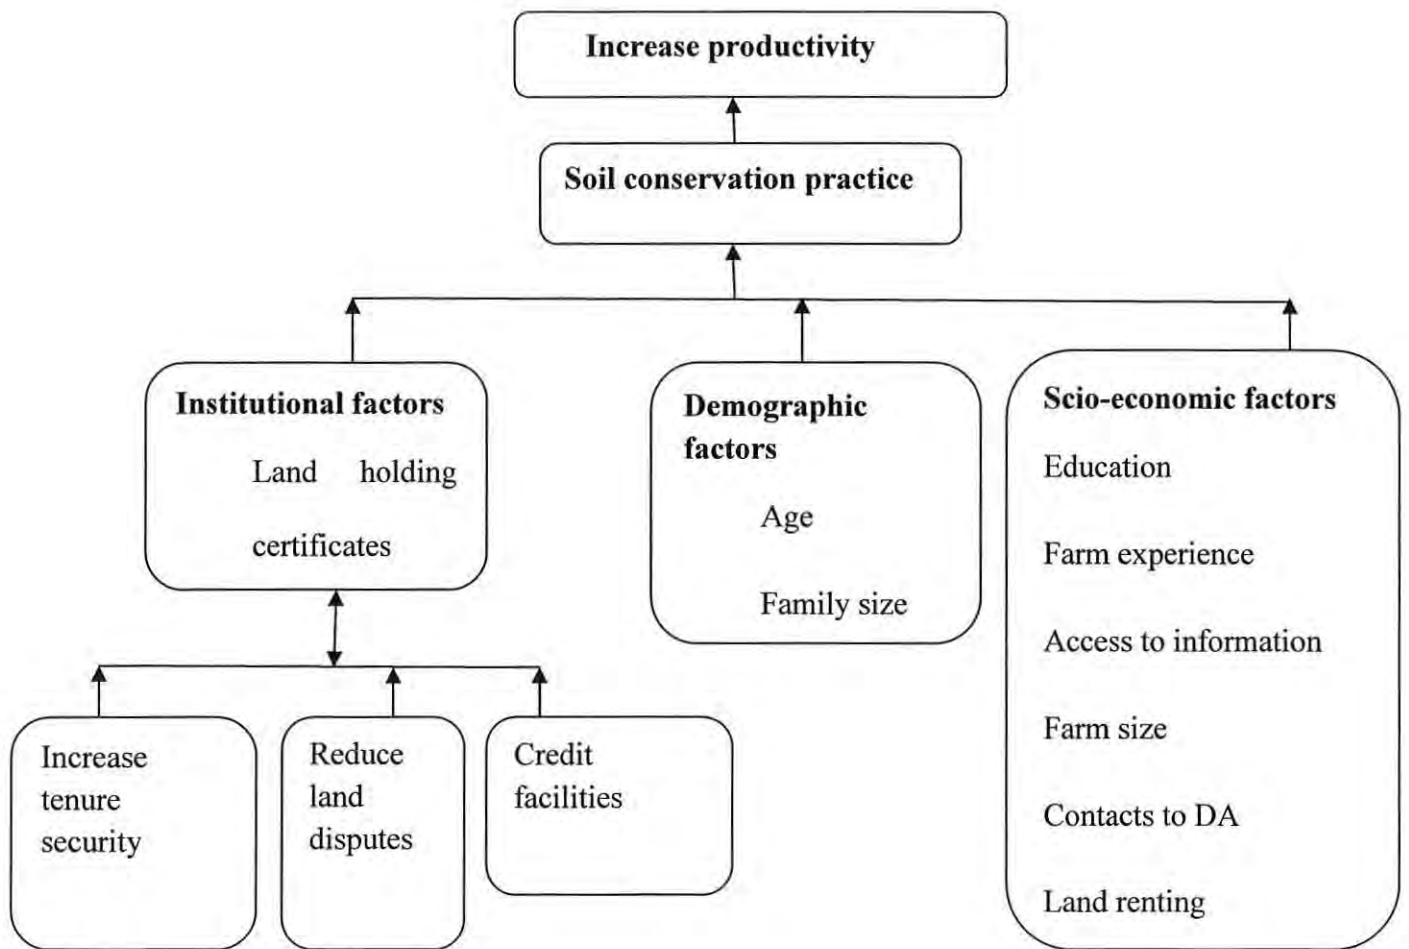 Increase productivity
Soil conservation practice
Institutional factors
Land holding
certificates
Demographic
factors
Age
Family size
Scio-economic factors
Education
Farm experience
Access to information
Farm size
Contacts to DA
Land renting
Increase
tenure
security
Reduce
land
disputes
Credit
facilities